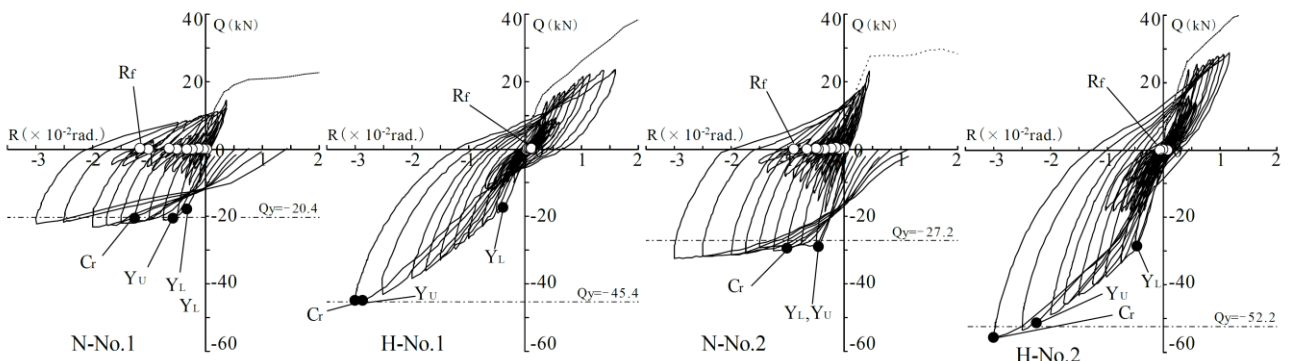 40
Q(kN)
20
Rf
R(×10⁻²rad.)
-3
-2
-1
0
2
Qy=-20.4
-20
Cr
YU
YL
YL
-40
-60
N-No.1
40
Q(kN)
20
Rf
R(×10⁻²rad.)
-3
-2
-1
0
1
2
-20
YL
-40
Cr
YU
Qy=-45.4
-60
H-No.1
40
Q(kN)
20
Rf
R(×10⁻²rad.)
-3
-2
-1
0
2
-20
Qy=-27.2
Cr
YL,YU
-40
-60
N-No.2
40
Q(kN)
20
Rf
R(×10⁻²rad.)
-3
-2
-1
0
1
2
-20
YL
-40
YU
Cr
Qy=-52.2
-60
H-No.2